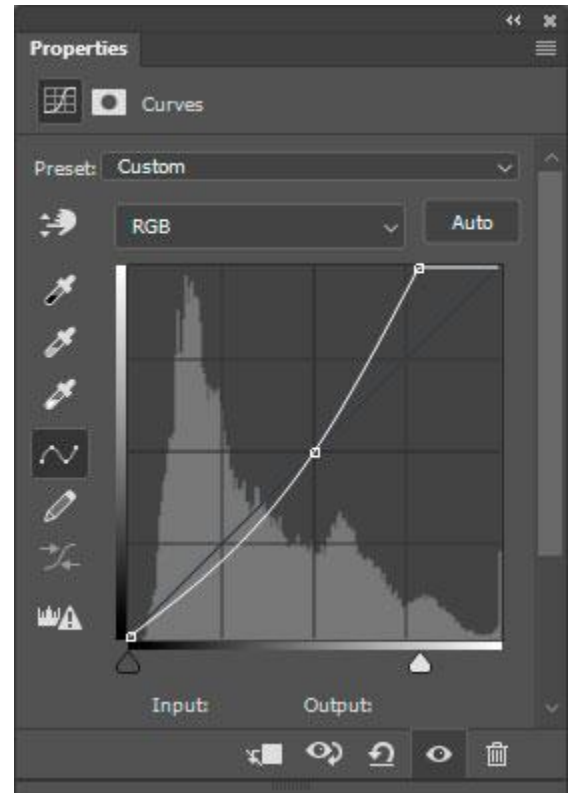 Properties
Curves
Preset: Custom
RGB
Auto
Input:
Output: